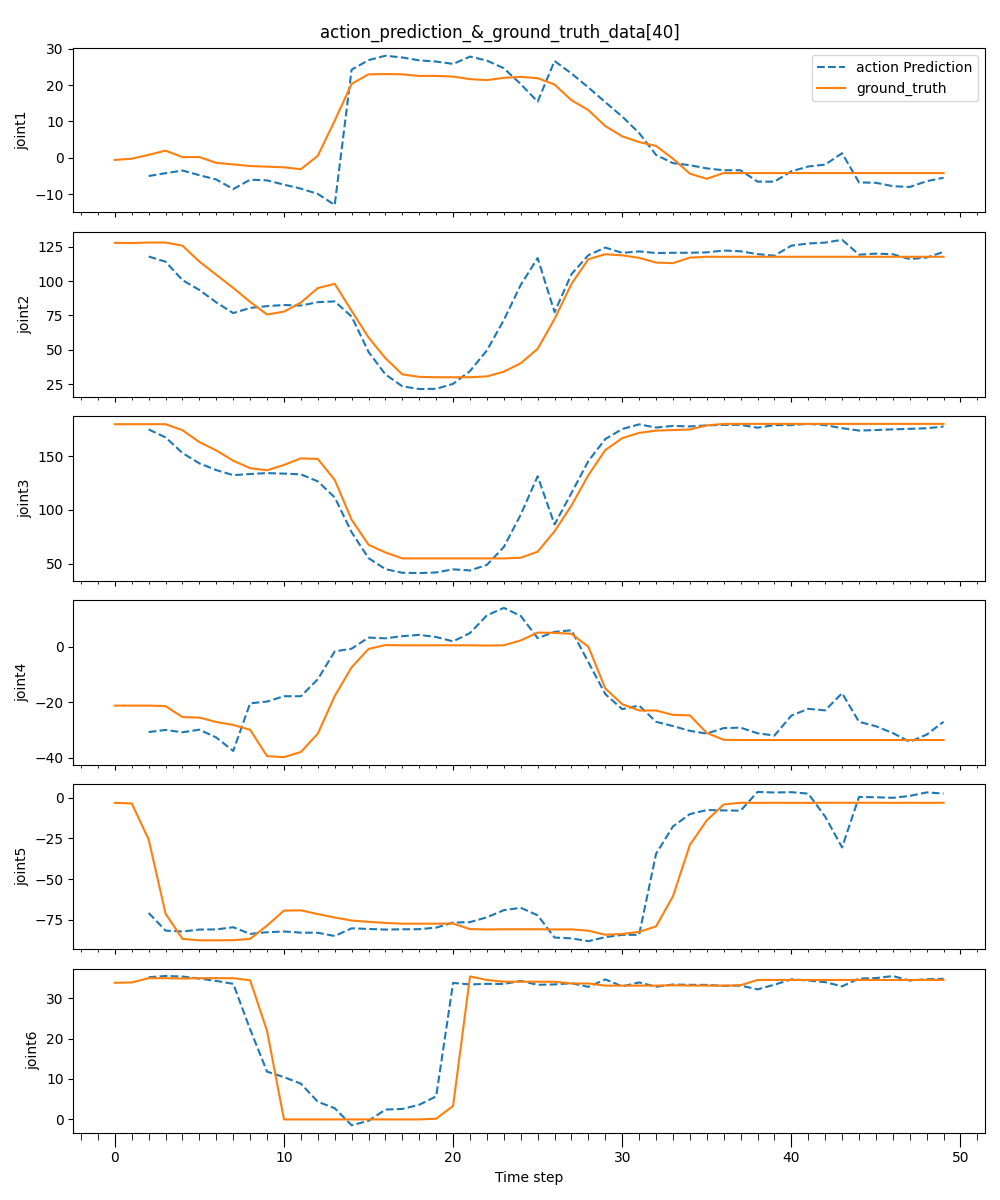 action_prediction_&_ground_truth_data[40]
action Prediction
ground_truth
joint1
30
20
10
0
−10
joint2
125
100
75
50
25
joint3
150
100
50
joint4
0
−20
−40
joint5
0
−25
−50
−75
joint6
30
20
10
0
0 10 20 30 40 50
Time step